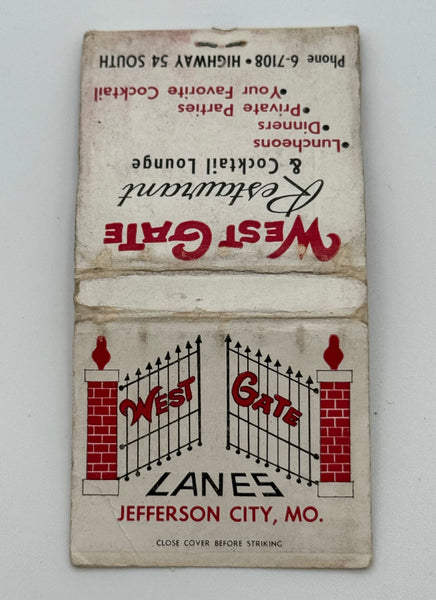 WEST GATE
Restaurant
& Cocktail Lounge
•Luncheons
•Dinners
•Private Parties
•Your Favorite Cocktail
Phone 6-7108 • HIGHWAY 54 SOUTH
WEST GATE
LANES
JEFFERSON CITY, MO.
CLOSE COVER BEFORE STRIKING